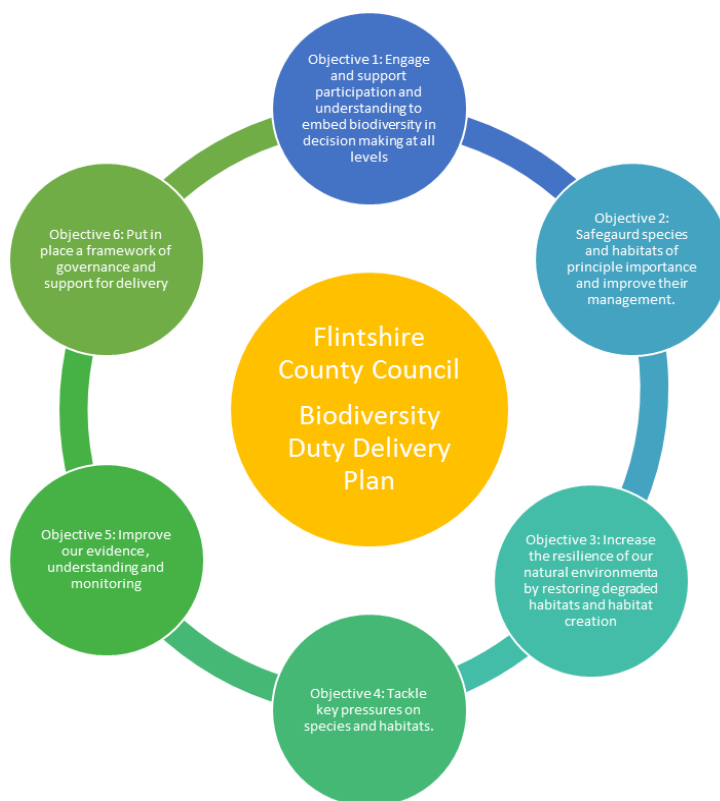 Objective 1: Engage
and support
participation and
understanding to
embed biodiversity in
decision making at all
levels
Objective 2:
Safegaurd species
and habitats of
principle importance
and improve their
management.
Objective 3: Increase
the resilience of our
natural environmenta
by restoring degraded
habitats and habitat
creation
Objective 4: Tackle
key pressures on
species and habitats.
Objective 5: Improve
our evidence,
understanding and
monitoring
Objective 6: Put in
place a framework of
governance and
support for delivery
Flintshire
County Council
Biodiversity
Duty Delivery
Plan